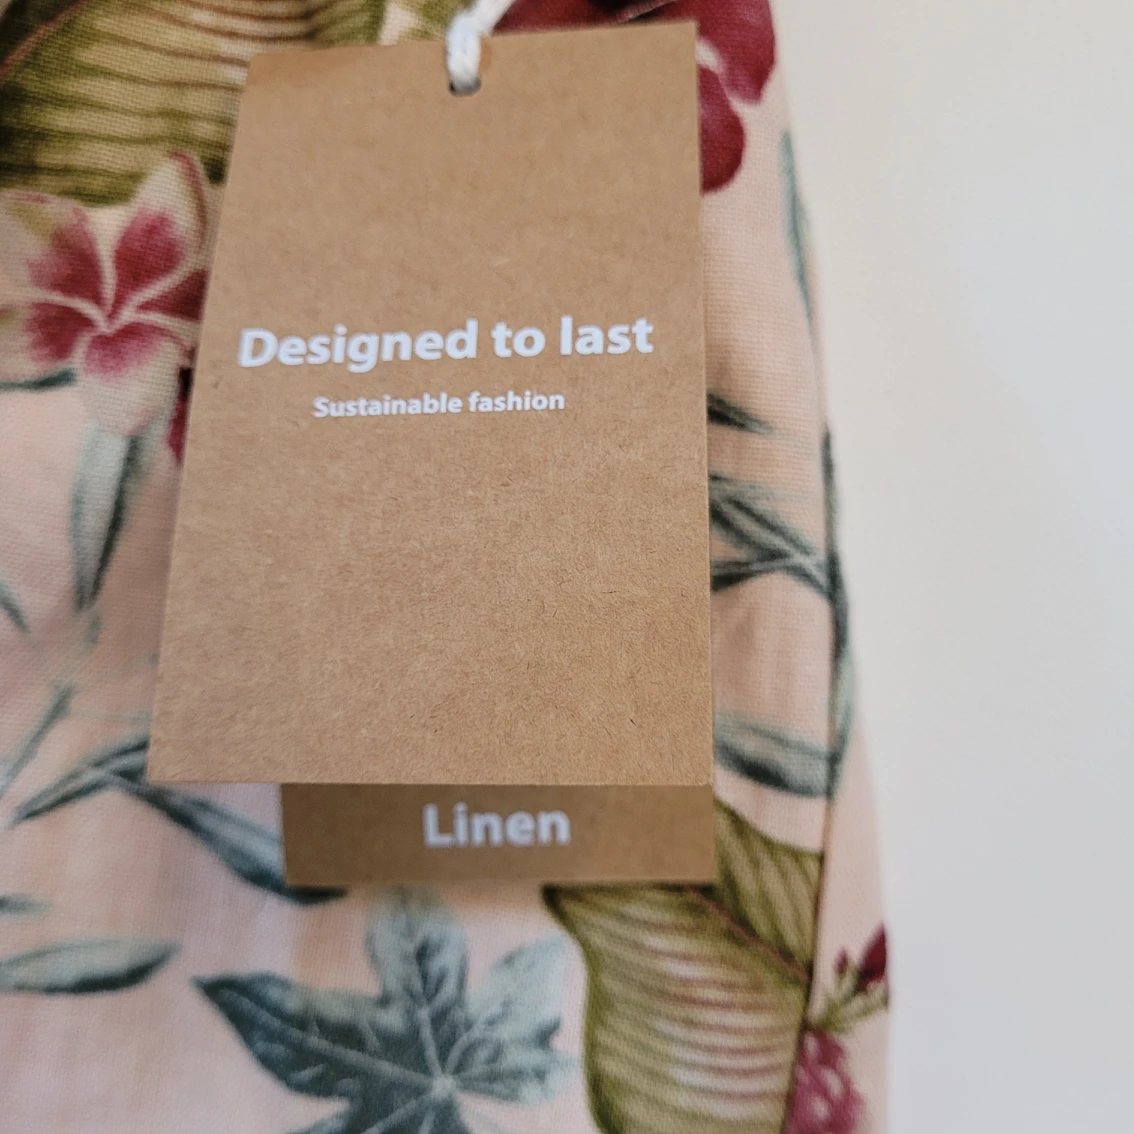 Designed to last
Sustainable fashion
Linen